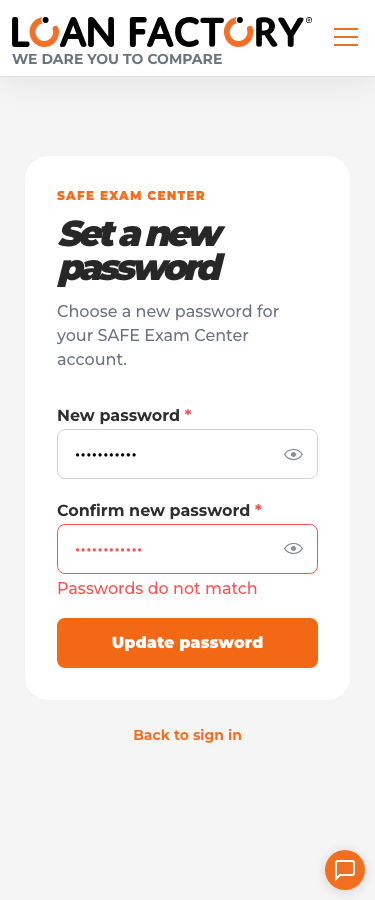 LOAN FACTORY®
WE DARE YOU TO COMPARE
SAFE EXAM CENTER
Set a new
password
Choose a new password for
your SAFE Exam Center
account.
New password *
•••••••••••
Confirm new password *
••••••••••••
Passwords do not match
Update password
Back to sign in